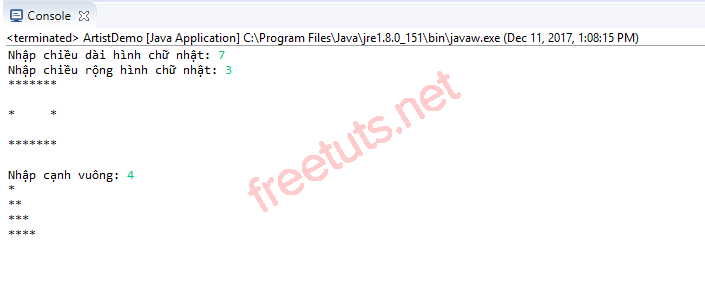 Console
<terminated> ArtistDemo [Java Application] C:\Program Files\Java\jre1.8.0_151\bin\javaw.exe (Dec 11, 2017, 1:08:15 PM)
Nhập chiều dài hình chữ nhật: 7
Nhập chiều rộng hình chữ nhật: 3
*******
*     *
*******
Nhập cạnh vuông: 4
*
**
***
****
freetuts.net